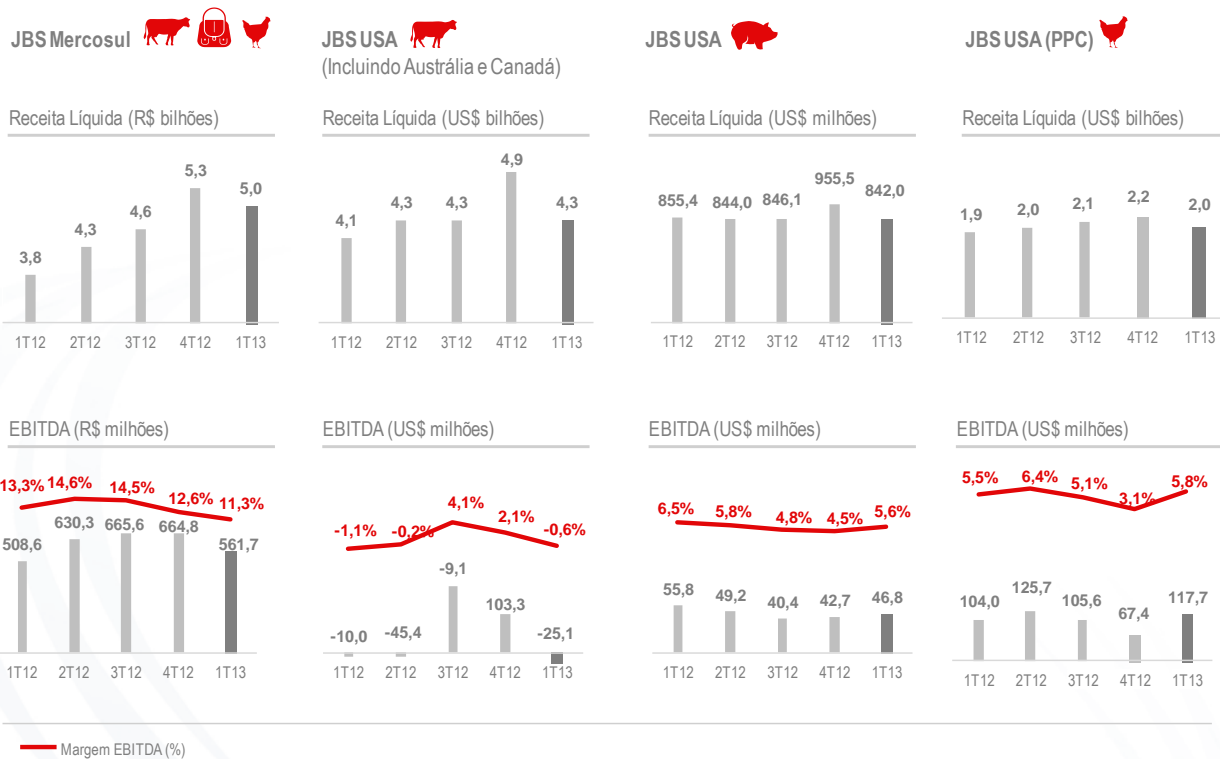 JBS Mercosul
JBS USA
(Incluindo Austrália e Canadá)
JBS USA
JBS USA (PPC)
Receita Líquida (R$ bilhões)
3,8
4,3
4,6
5,3
5,0
1T12 2T12 3T12 4T12 1T13
Receita Líquida (US$ bilhões)
4,1
4,3
4,3
4,9
4,3
1T12 2T12 3T12 4T12 1T13
Receita Líquida (US$ milhões)
855,4
844,0
846,1
955,5
842,0
1T12 2T12 3T12 4T12 1T13
Receita Líquida (US$ bilhões)
1,9
2,0
2,1
2,2
2,0
1T12 2T12 3T12 4T12 1T13
EBITDA (R$ milhões)
13,3% 14,6% 14,5% 12,6% 11,3%
508,6 630,3 665,6 664,8 561,7
1T12 2T12 3T12 4T12 1T13
EBITDA (US$ milhões)
-1,1% -0,2% 4,1% 2,1% -0,6%
-10,0 -45,4 -9,1 103,3 -25,1
1T12 2T12 3T12 4T12 1T13
EBITDA (US$ milhões)
6,5% 5,8% 4,8% 4,5% 5,6%
55,8 49,2 40,4 42,7 46,8
1T12 2T12 3T12 4T12 1T13
EBITDA (US$ milhões)
5,5% 6,4% 5,1% 3,1% 5,8%
104,0 125,7 105,6 67,4 117,7
1T12 2T12 3T12 4T12 1T13
Margem EBITDA (%)